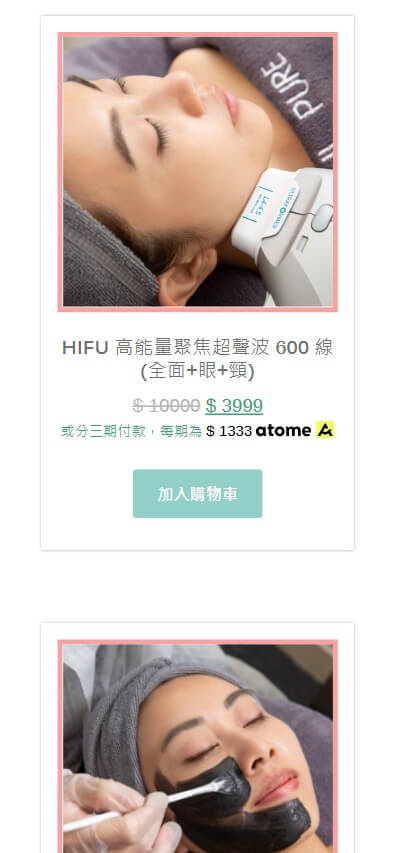 PURE
HIFU 高能量聚焦超聲波 600 線
(全面+眼+頸)
$ 10000 $ 3999
或分三期付款，每期為 $ 1333 atome
加入購物車